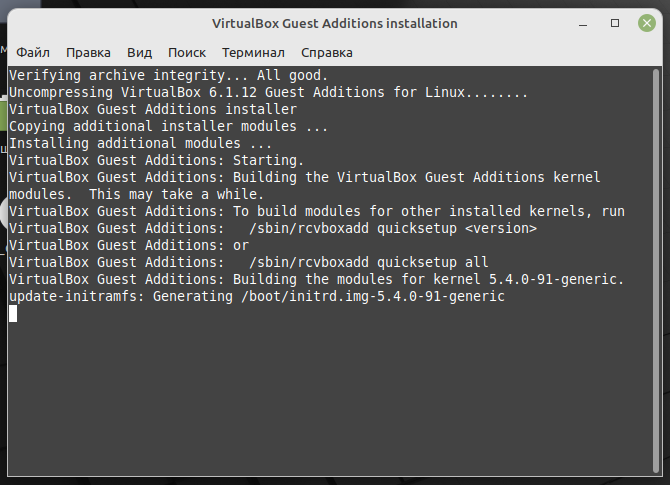 VirtualBox Guest Additions installation
Файл Правка Вид Поиск Терминал Справка
Verifying archive integrity... All good.
Uncompressing VirtualBox 6.1.12 Guest Additions for Linux........
VirtualBox Guest Additions installer
Copying additional installer modules ...
Installing additional modules ...
VirtualBox Guest Additions: Starting.
VirtualBox Guest Additions: Building the VirtualBox Guest Additions kernel
modules.  This may take a while.
VirtualBox Guest Additions: To build modules for other installed kernels, run
VirtualBox Guest Additions:   /sbin/rcvboxadd quicksetup <version>
VirtualBox Guest Additions: or
VirtualBox Guest Additions:   /sbin/rcvboxadd quicksetup all
VirtualBox Guest Additions: Building the modules for kernel 5.4.0-91-generic.
update-initramfs: Generating /boot/initrd.img-5.4.0-91-generic